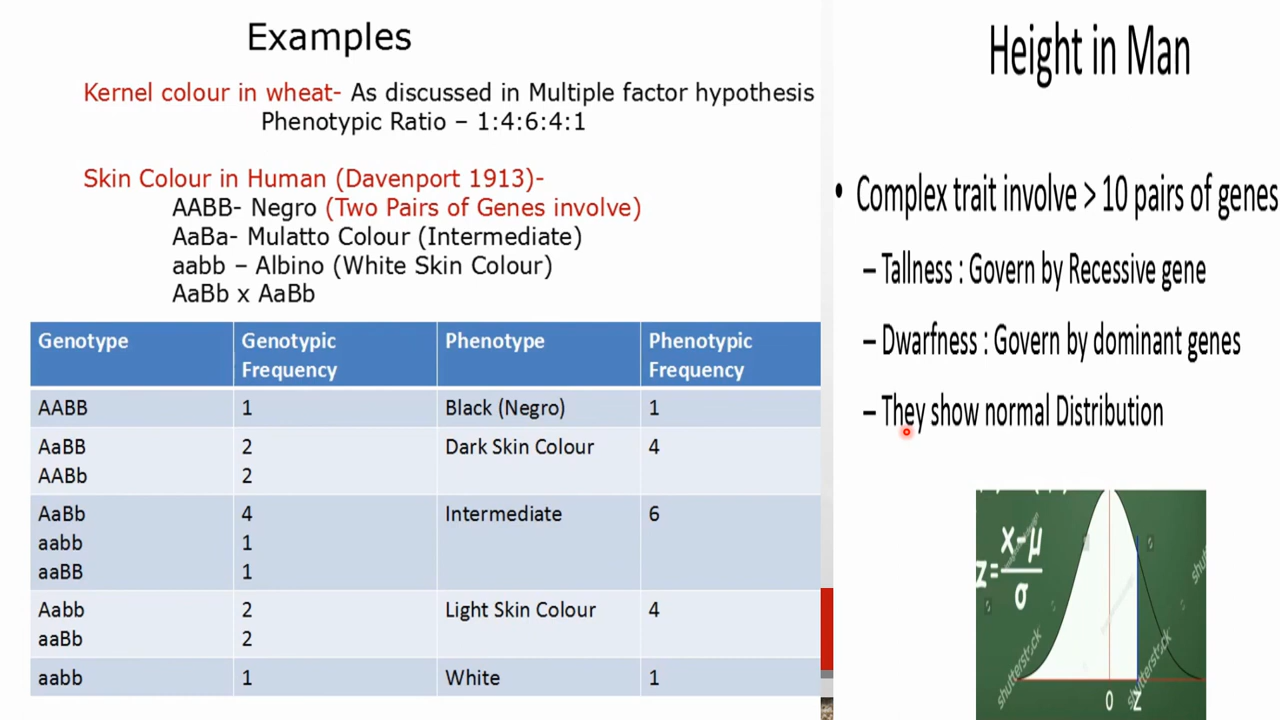 Examples
Kernel colour in wheat- As discussed in Multiple factor hypothesis
Phenotypic Ratio – 1:4:6:4:1
Skin Colour in Human (Davenport 1913)-
AABB- Negro (Two Pairs of Genes involve)
AaBa- Mulatto Colour (Intermediate)
aabb – Albino (White Skin Colour)
AaBb x AaBb
Genotype Genotypic Frequency Phenotype Phenotypic Frequency
AABB 1 Black (Negro) 1
AaBB 2 Dark Skin Colour 4
AABb 2
AaBb 4 Intermediate 6
aabb 1
aaBB 1
Aabb 2 Light Skin Colour 4
aaBb 2
aabb 1 White 1
Height in Man
• Complex trait involve > 10 pairs of genes
– Tallness : Govern by Recessive gene
– Dwarfness : Govern by dominant genes
– They show normal Distribution
z = x-μ
σ
0 Z
shutterstock
shutterstock